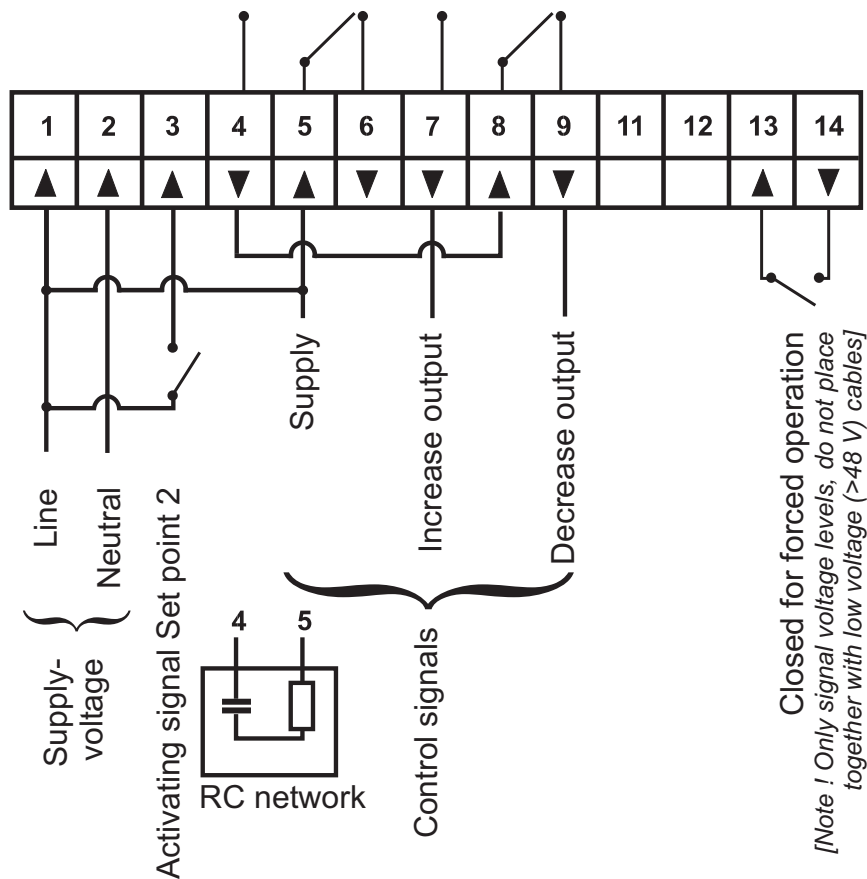 1 2 3 4 5 6 7 8 9 11 12 13 14
Line
Neutral
Supply-
voltage
Activating signal Set point 2
4 5
RC network
Supply
Increase output
Decrease output
Control signals
Closed for forced operation
[Note ! Only signal voltage levels, do not place
together with low voltage (>48 V) cables]